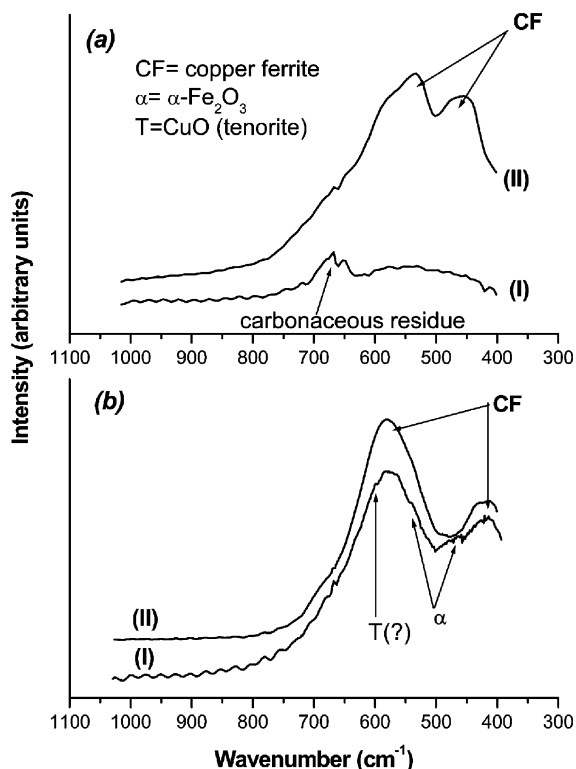 (a)
CF
CF= copper ferrite
α= α-Fe2O3
T=CuO (tenorite)
(II)
(I)
carbonaceous residue
1100 1000 900 800 700 600 500 400 300
Intensity (arbitrary units)
(b)
CF
(II)
(I)
T(?)
α
1100 1000 900 800 700 600 500 400 300
Wavenumber (cm-1)